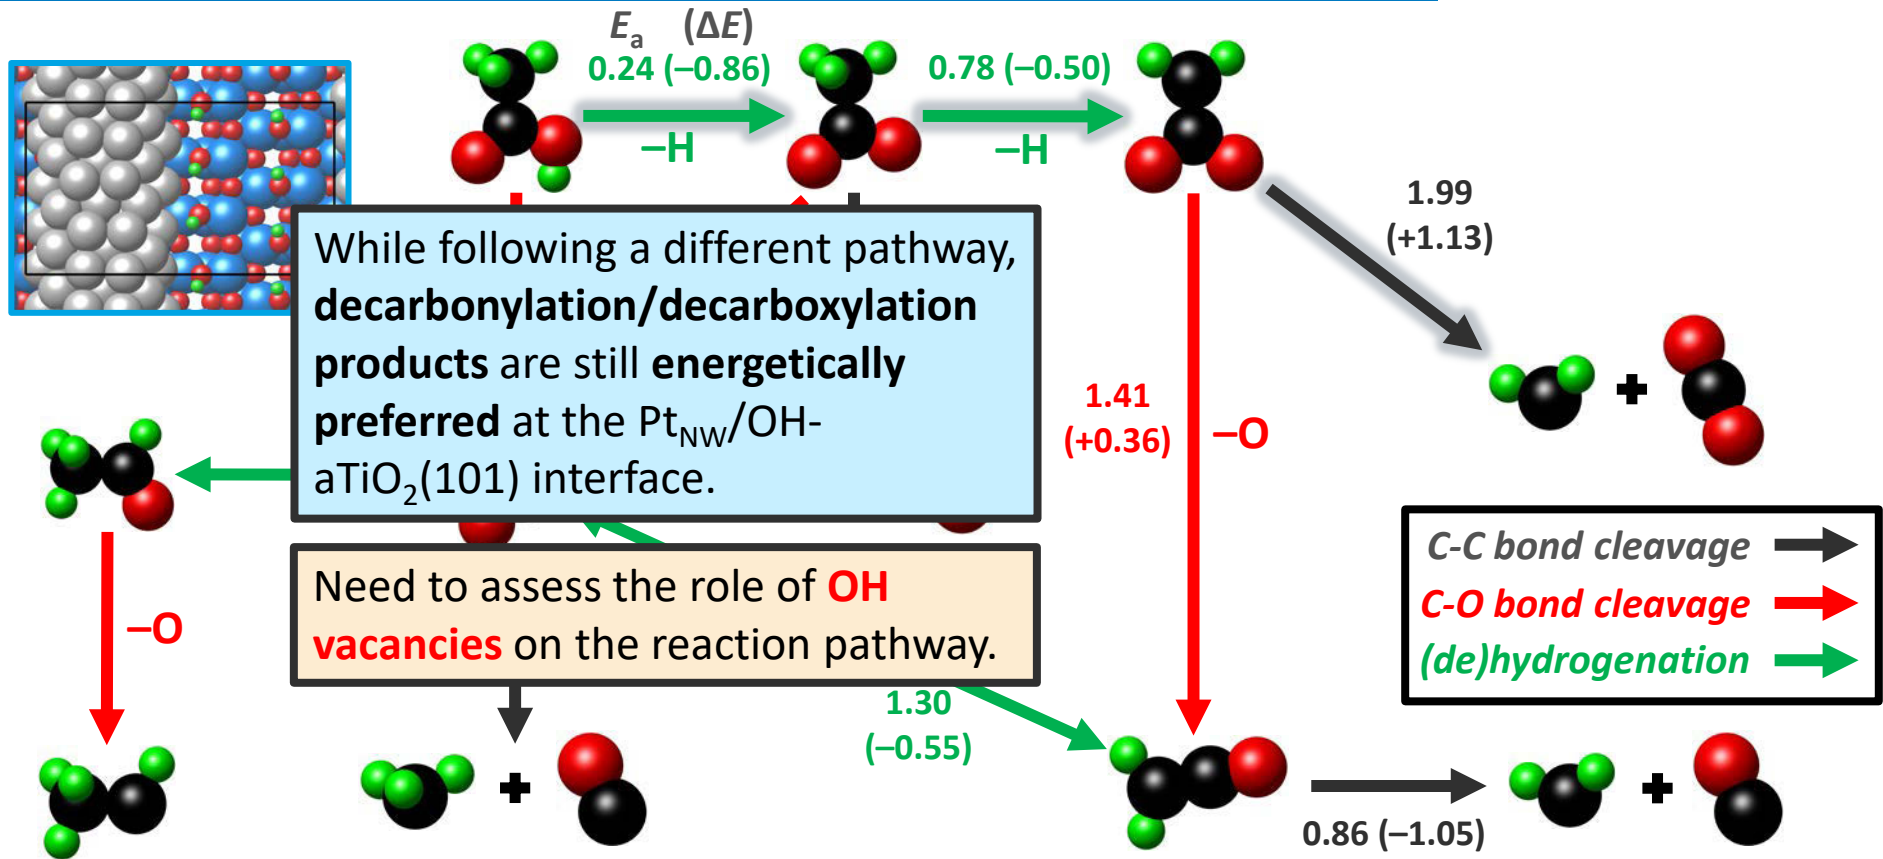 Eₐ (ΔE)
0.24 (–0.86)
–H
0.78 (–0.50)
–H
1.99
(+1.13)
While following a different pathway,
decarbonylation/decarboxylation
products are still energetically
preferred at the Pt_NW/OH-
aTiO₂(101) interface.
1.41
(+0.36)
–O
+
Need to assess the role of OH
vacancies on the reaction pathway.
–O
C-C bond cleavage
C-O bond cleavage
(de)hydrogenation
1.30
(–0.55)
+
0.86 (–1.05)
+